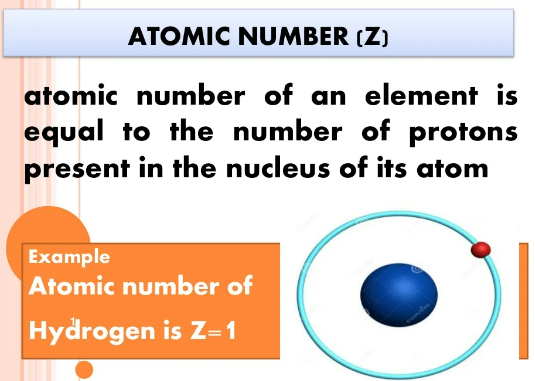 ATOMIC NUMBER (Z)
atomic number of an element is
equal to the number of protons
present in the nucleus of its atom
Example
Atomic number of
Hydrogen is Z=1
1